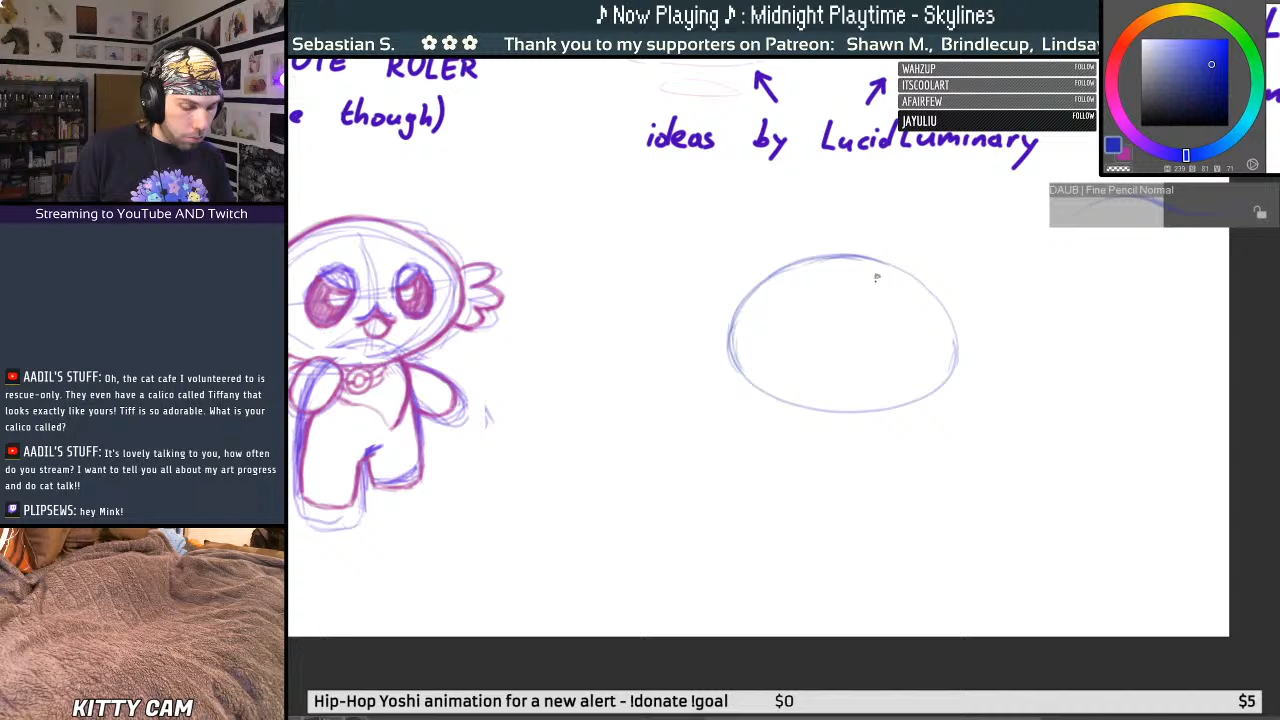 ♪ Now Playing ♪ : Midnight Playtime - Skylines
Sebastian S. ✿ ✿ ✿ Thank you to my supporters on Patreon: Shawn M., Brindlecup, Lindsay
RULER
e though)
ideas by LucidLuminary
WAHZUP FOLLOW
ITSCOOLART FOLLOW
AFAIRFEW FOLLOW
JAYULIU FOLLOW
H 239 S 81 V 71
DAUB | Fine Pencil Normal
Streaming to YouTube AND Twitch
AADIL'S STUFF: Oh, the cat cafe I volunteered to is
rescue-only. They even have a calico called Tiffany that
looks exactly like yours! Tiff is so adorable. What is your
calico called?
AADIL'S STUFF: It's lovely talking to you, how often
do you stream? I want to tell you all about my art progress
and do cat talk!!
PLIPSEWS: hey Mink!
KITTY CAM
Hip-Hop Yoshi animation for a new alert - !donate !goal $0 $5